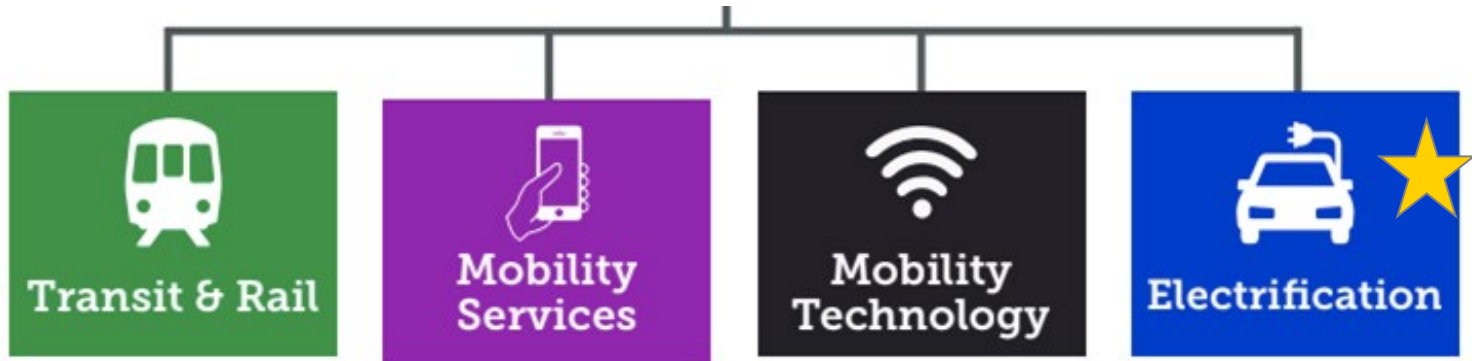 Transit & Rail
Mobility
Services
Mobility
Technology
Electrification